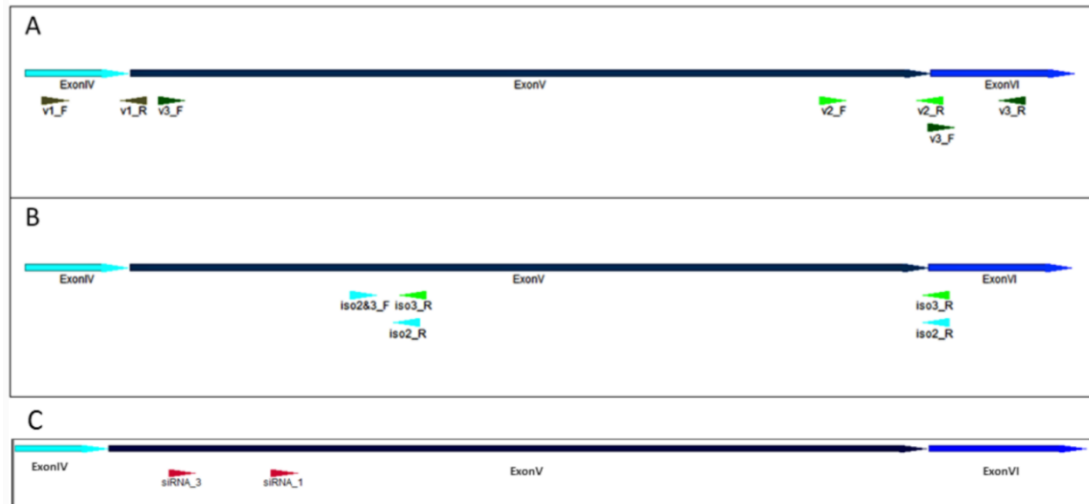 A
ExonIV ExonV ExonVI
v1_F v1_R v3_F v2_F v2_R v3_R
v3_F
B
ExonIV ExonV ExonVI
iso2&3_F iso3_R iso3_R
iso2_R iso2_R
C
ExonIV ExonV ExonVI
siRNA_3 siRNA_1